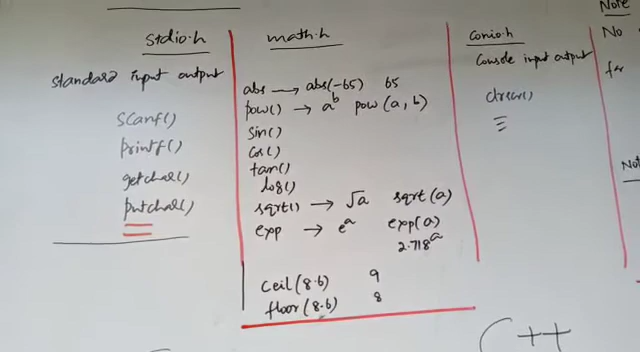 stdio.h
standard input output
scanf()
printf()
getchar()
putchar()
math.h
abs → abs(-65) 65
pow() → a^b pow(a,b)
sin()
cos()
tan()
log()
sqrt() → √a sqrt(a)
exp → e^a exp(a)
2.718^a
ceil(8.6) 9
floor(8.6) 8
conio.h
Console input output
clrscr()
Note
No
for
Not
C++